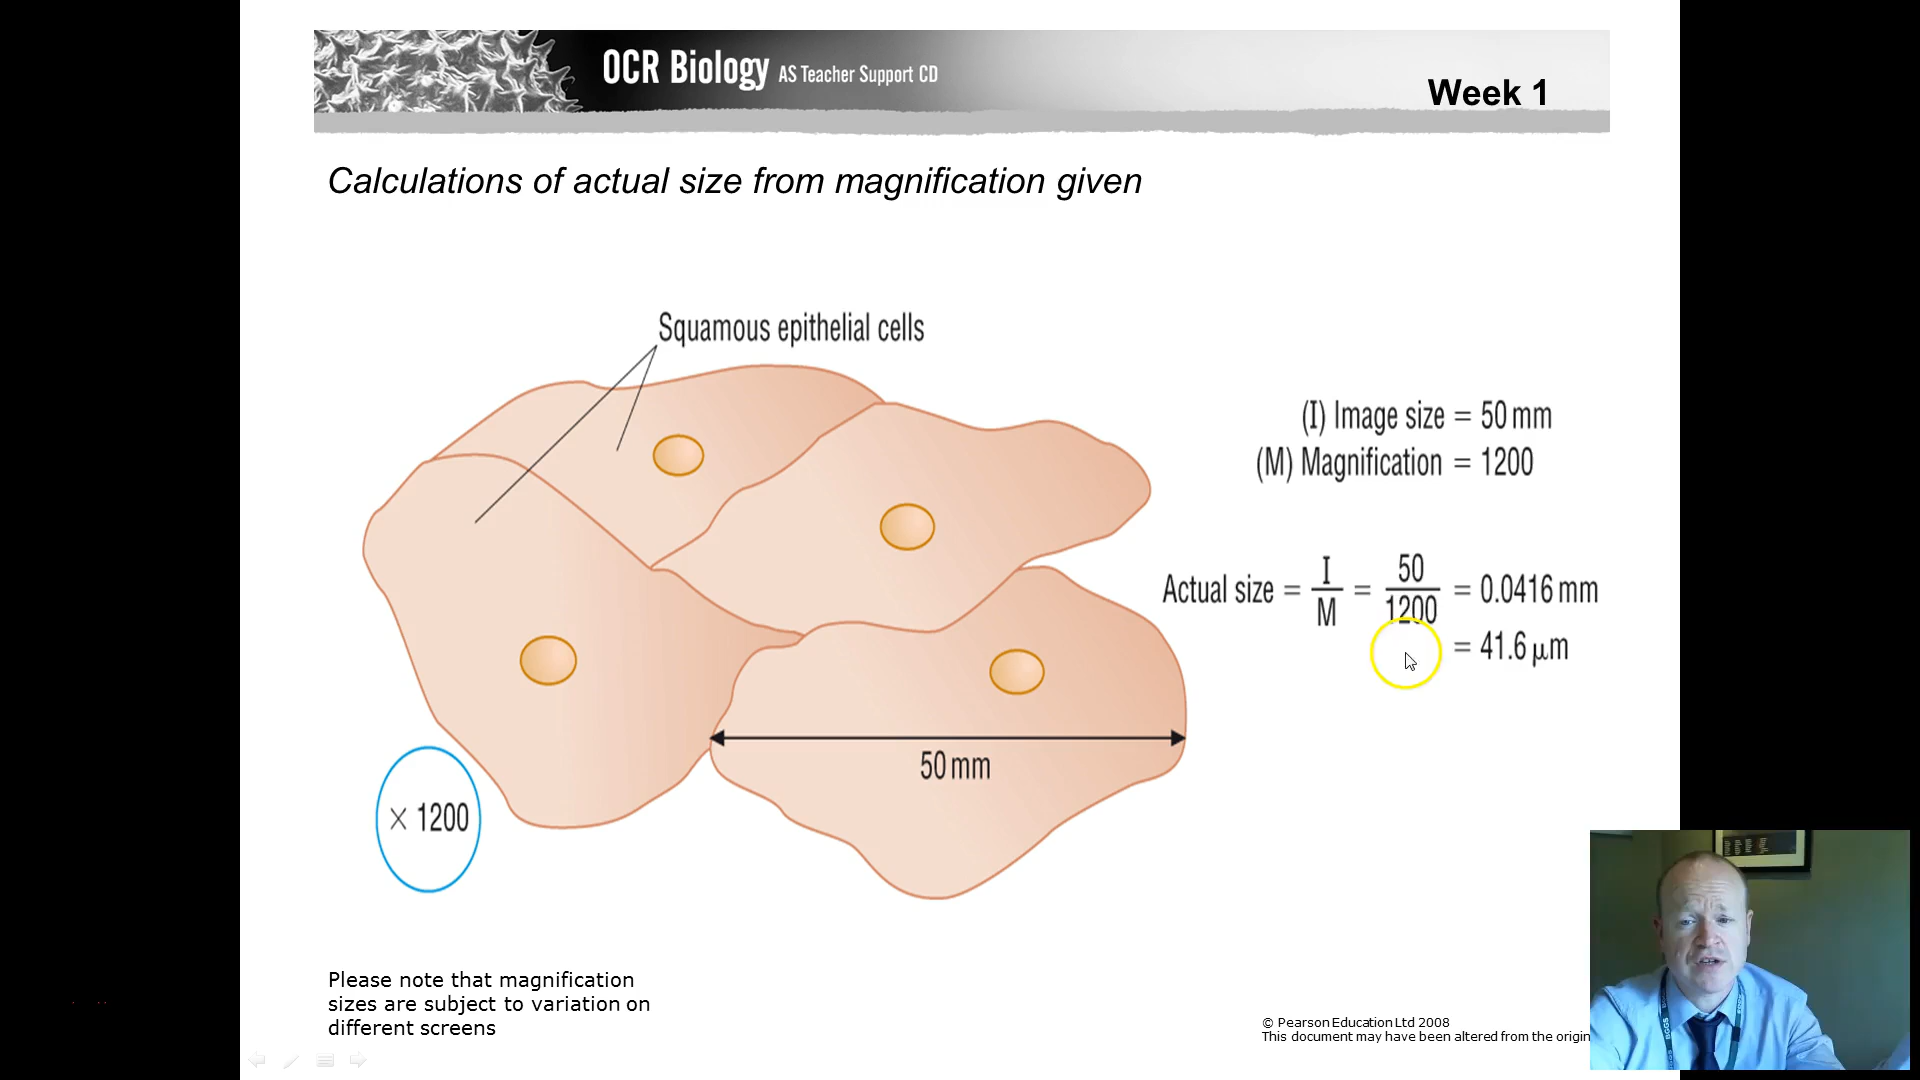 OCR Biology AS Teacher Support CD
Week 1
Calculations of actual size from magnification given
Squamous epithelial cells
(I) Image size = 50 mm
(M) Magnification = 1200
Actual size = I/M = 50/1200 = 0.0416 mm
= 41.6 µm
50 mm
× 1200
Please note that magnification
sizes are subject to variation on
different screens
© Pearson Education Ltd 2008
This document may have been altered from the origin